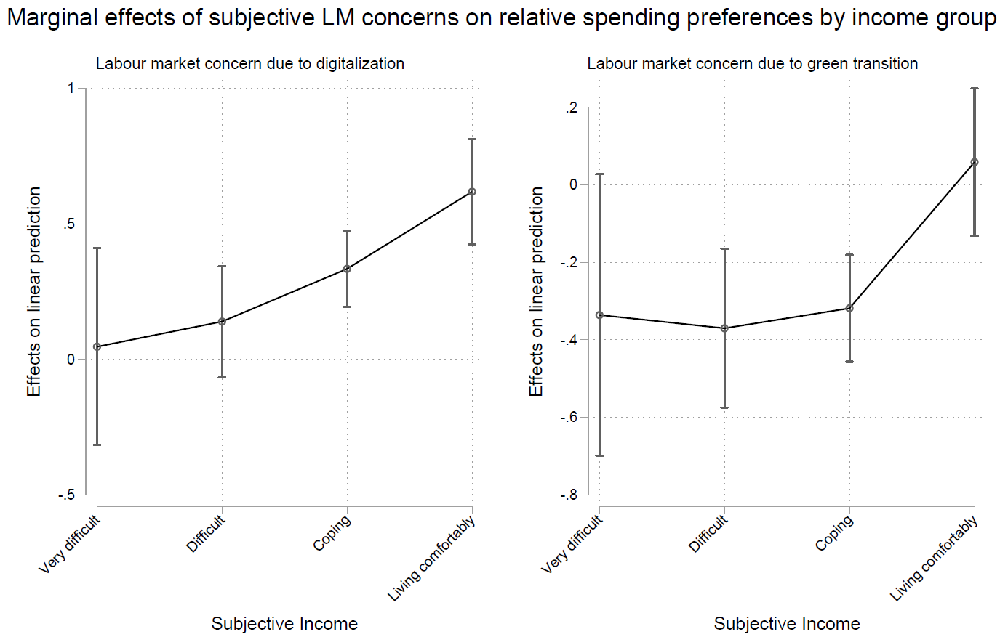 Marginal effects of subjective LM concerns on relative spending preferences by income group
Labour market concern due to digitalization
Effects on linear prediction
1
.5
0
-.5
Very difficult
Difficult
Coping
Living comfortably
Subjective Income
Labour market concern due to green transition
Effects on linear prediction
.2
0
-.2
-.4
-.6
-.8
Very difficult
Difficult
Coping
Living comfortably
Subjective Income